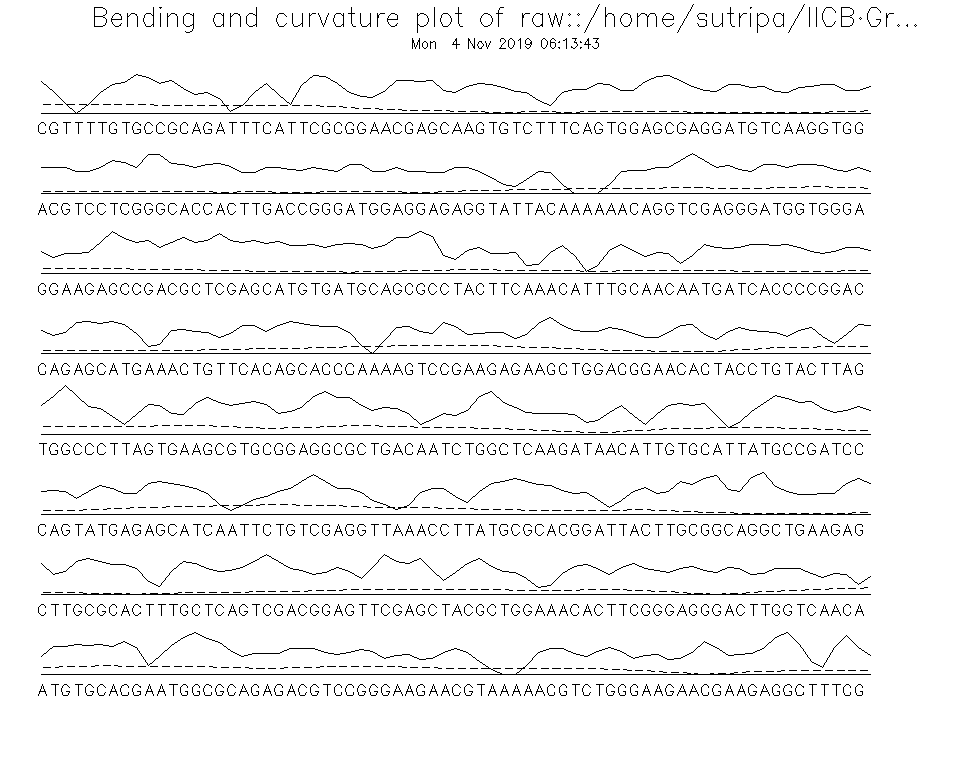 Bending and curvature plot of raw::/home/sutripa/IICB-Gr...
Mon 4 Nov 2019 06:13:43
CGTTTTGTGCCGCAGATTTCATTCGCGGAACGAGCAAGTGTCTTTCAGTGGAGCGAGGATGTCAAGGTGG
ACGTCCTCGGGCACCACTTGACCGGGATGGAGGAGAGGTATTACAAAAAACAGGTCGAGGGATGGTGGGA
GGAAGAGCCGACGCTCGAGCATGTGATGCAGCGCCTACTTCAAACATTTGCAACAATGATCACCCCGGAC
CAGAGCATGAAACTGTTCACAGCACCCAAAAGTCCGAAGAGAAGCTGGACGGAACACTACCTGTACTTAG
TGGCCCTTAGTGAAGCGTGCGGAGGCGCTGACAATCTGGCTCAAGATAACATTGTGCATTATGCCGATCC
CAGTATGAGAGCATCAATTCTGTCGAGGTTAAACCTTATGCGCACGGATTACTTGCGGCAGGCTGAAGAG
CTTGCGCACTTTGCTCAGTCGACGGAGTTCGAGCTACGCTGGAAACACTTCGGGAGGGACTTGGTCAACA
ATGTGCACGAATGGCGCAGAGACGTCCGGGAAGAACGTAAAAACGTCTGGGAAGAACGAAGAGGCTTTCG